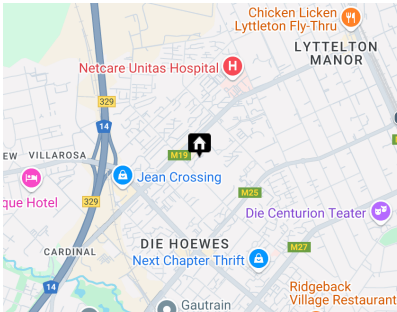 Chicken Licken
Lyttleton Fly-Thru
LYTTELTON
MANOR
Netcare Unitas Hospital
H
329
14
M19
EW
VILLAROSA
Jean Crossing
M25
que Hotel
329
Die Centurion Teater
DIE HOEWES
M27
CARDINAL
Next Chapter Thrift
14
Ridgeback
Village Restaurant
Gautrain